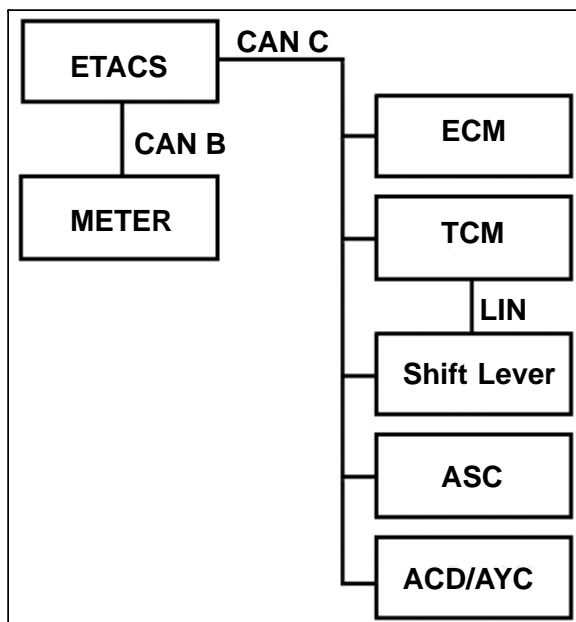 ETACS
CAN C
CAN B
METER
ECM
TCM
LIN
Shift Lever
ASC
ACD/AYC